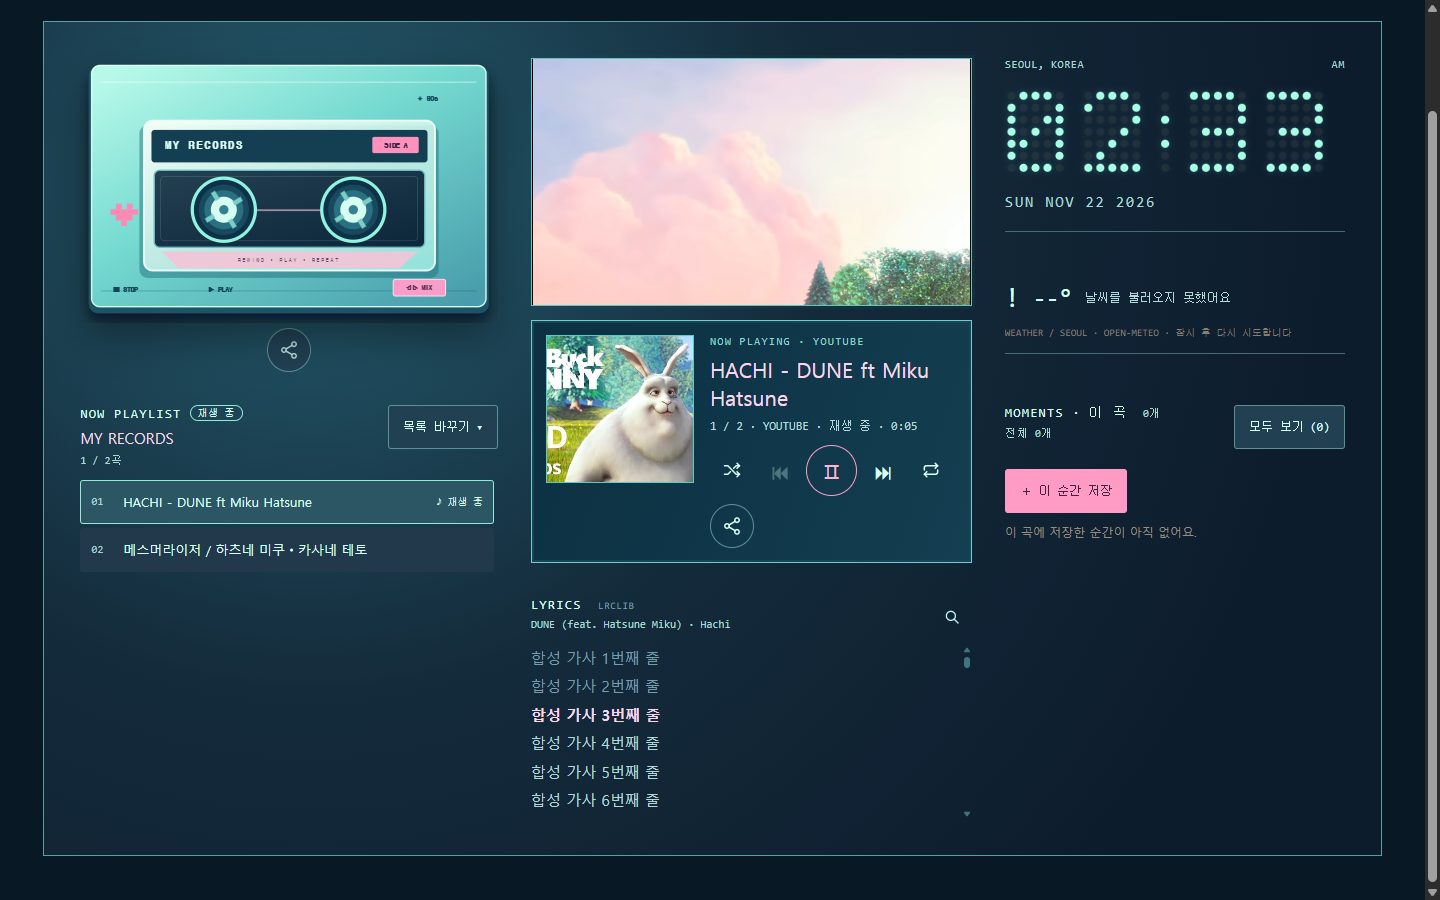 ✦ 80s
MY RECORDS
SIDE A
REWIND • PLAY • REPEAT
■ STOP
▶ PLAY
MIX
NOW PLAYLIST 재생 중
MY RECORDS
1 / 2곡
목록 바꾸기 ▾
01 HACHI - DUNE ft Miku Hatsune ♪ 재생 중
02 메스머라이저 / 하츠네 미쿠・카사네 테토
NOW PLAYING · YOUTUBE
HACHI - DUNE ft Miku
Hatsune
1 / 2 · YOUTUBE · 재생 중 · 0:05
LYRICS LRCLIB
DUNE (feat. Hatsune Miku) · Hachi
합성 가사 1번째 줄
합성 가사 2번째 줄
합성 가사 3번째 줄
합성 가사 4번째 줄
합성 가사 5번째 줄
합성 가사 6번째 줄
SEOUL, KOREA AM
02:33
SUN NOV 22 2026
! --° 날씨를 불러오지 못했어요
WEATHER / SEOUL · OPEN-METEO · 잠시 후 다시 시도합니다
MOMENTS · 이 곡 0개
전체 0개
모두 보기 (0)
+ 이 순간 저장
이 곡에 저장한 순간이 아직 없어요.